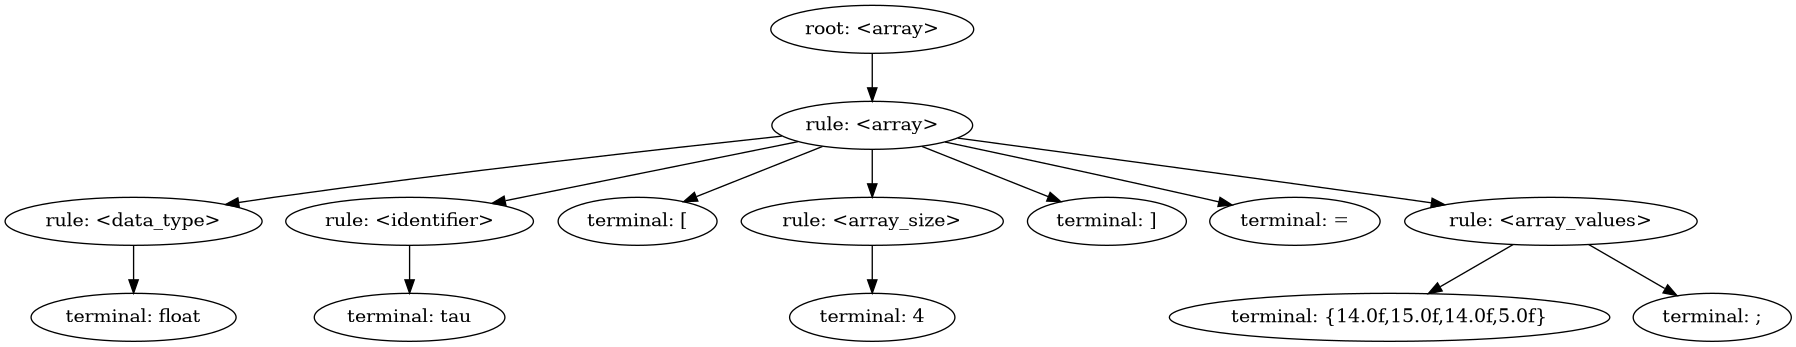 root: <array>
rule: <array>
rule: <data_type>
rule: <identifier>
terminal: [
rule: <array_size>
terminal: ]
terminal: =
rule: <array_values>
terminal: float
terminal: tau
terminal: 4
terminal: {14.0f,15.0f,14.0f,5.0f}
terminal: ;